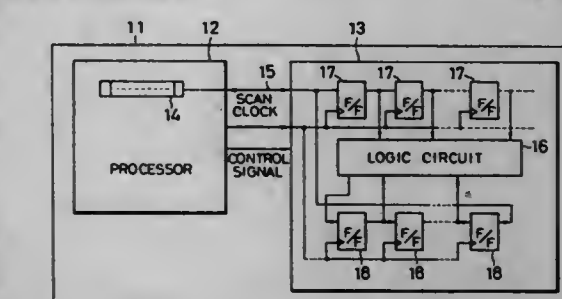 11
12
13
15
17
17
17
SCAN
CLOCK
14
F/F
F/F
F/F
PROCESSOR
CONTROL
SIGNAL
LOGIC CIRCUIT
16
F/F
F/F
F/F
18
18
18